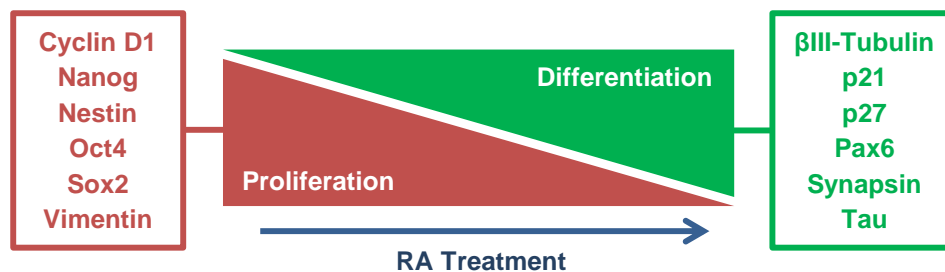 Cyclin D1
Nanog
Nestin
Oct4
Sox2
Vimentin
Differentiation
Proliferation
RA Treatment
βIII-Tubulin
p21
p27
Pax6
Synapsin
Tau